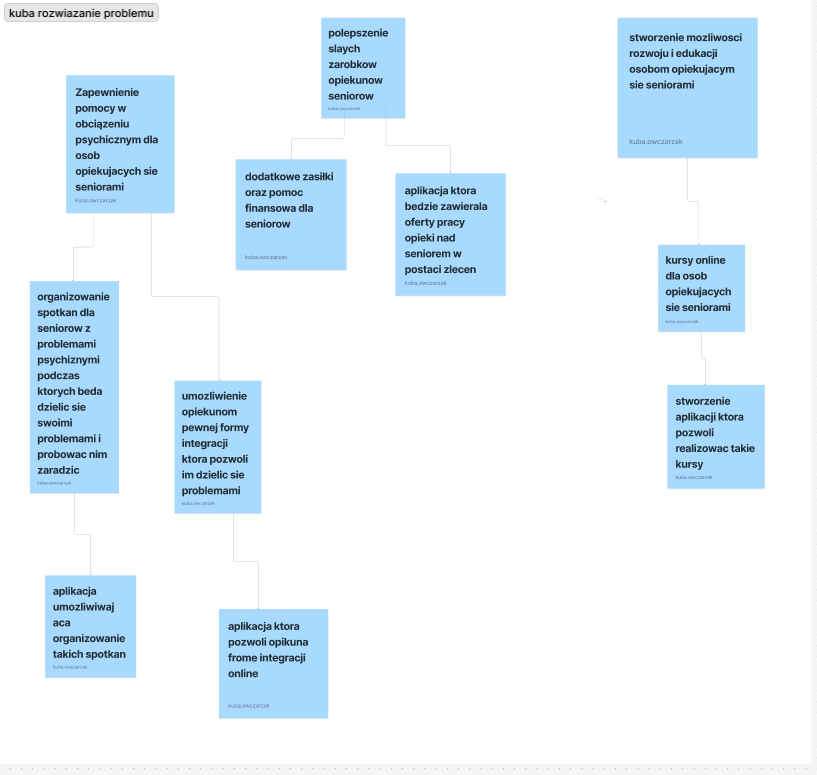 kuba rozwiazanie problemu
polepszenie
slaych
zarobkow
opiekunow
seniorow
kuba.owczarzak
stworzenie mozliwosci
rozwoju i edukacji
osobom opiekujacym
sie seniorami
kuba.owczarzak
Zapewnienie
pomocy w
obciązeniu
psychicznym dla
osob
opiekujacych sie
seniorami
kuba.owczarzak
dodatkowe zasiłki
oraz pomoc
finansowa dla
seniorow
kuba.owczarzak
aplikacja ktora
bedzie zawierala
oferty pracy
opieki nad
seniorem w
postaci zlecen
kuba.owczarzak
kursy online
dla osob
opiekujacych
sie seniorami
kuba.owczarzak
organizowanie
spotkan dla
seniorow z
problemami
psychiznymi
podczas
ktorych beda
dzielic sie
swoimi
problemami i
probowac nim
zaradzic
kuba.owczarzak
umozliwienie
opiekunom
pewnej formy
integracji
ktora pozwoli
im dzielic sie
problemami
kuba.owczarzak
stworzenie
aplikacji ktora
pozwoli
realizowac takie
kursy
kuba.owczarzak
aplikacja
umozliwiwaj
aca
organizowanie
takich spotkan
kuba.owczarzak
aplikacja ktora
pozwoli opikuna
frome integracji
online
kuba.owczarzak